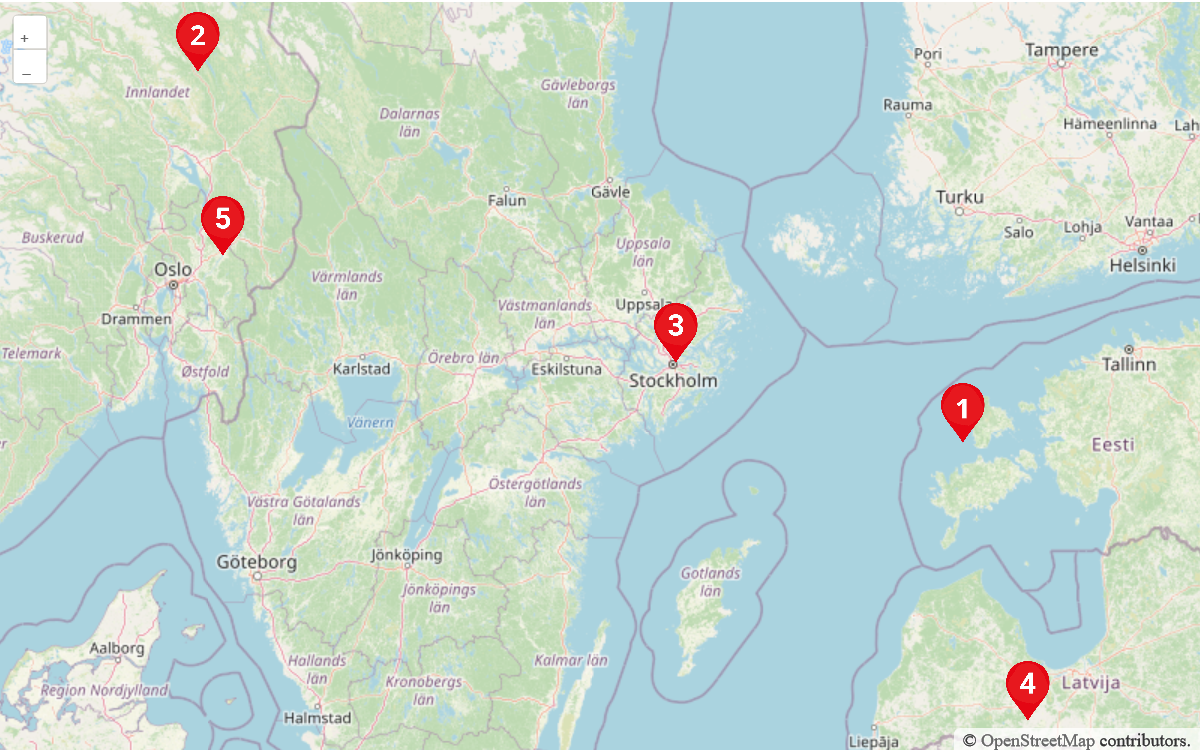 +
−
2
Innlandet
Dalarnas
län
Gävleborgs
län
Pori
Tampere
Rauma
Hämeenlinna
Lah
5
Buskerud
Oslo
Drammen
Telemark
Østfold
Falun
Gävle
Uppsala
län
Värmlands
län
Västmanlands
län
Uppsala
3
Örebro län
Karlstad
Eskilstuna
Stockholm
Turku
Salo
Lohja
Vantaa
Helsinki
Tallinn
1
Eesti
Vänern
Västra Götalands
län
Östergötlands
län
Göteborg
Jönköping
Jönköpings
län
Gotlands
län
Aalborg
Region Nordjylland
Hallands
län
Kronobergs
län
Kalmar län
Halmstad
4
Latvija
Liepāja
© OpenStreetMap contributors.